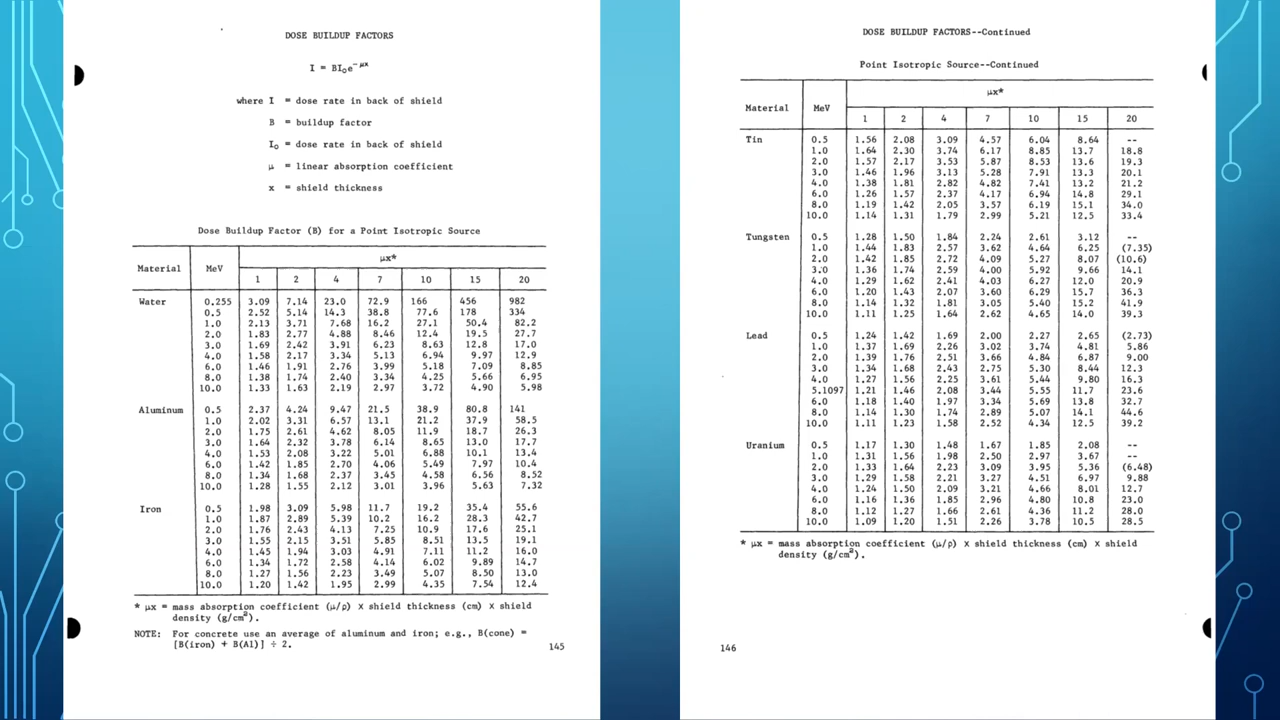 DOSE BUILDUP FACTORS
I = BI₀e^-μx
where I = dose rate in back of shield
B = buildup factor
I₀ = dose rate in back of shield
μ = linear absorption coefficient
x = shield thickness
Dose Buildup Factor (B) for a Point Isotropic Source
μx*
Material MeV 1 2 4 7 10 15 20
Water 0.255 3.09 7.14 23.0 72.9 166 456 982
0.5 2.52 5.14 14.3 38.8 77.6 178 334
1.0 2.13 3.71 7.68 16.2 27.1 50.4 82.2
2.0 1.83 2.77 4.88 8.46 12.4 19.5 27.7
3.0 1.69 2.42 3.91 6.23 8.63 12.8 17.0
4.0 1.58 2.17 3.34 5.13 6.94 9.97 12.9
6.0 1.46 1.91 2.76 3.99 5.18 7.09 8.85
8.0 1.38 1.74 2.40 3.34 4.25 5.66 6.95
10.0 1.33 1.63 2.19 2.97 3.72 4.90 5.98
Aluminum 0.5 2.37 4.24 9.47 21.5 38.9 80.8 141
1.0 2.02 3.31 6.57 13.1 21.2 37.9 58.5
2.0 1.75 2.61 4.62 8.05 11.9 18.7 26.3
3.0 1.64 2.32 3.78 6.14 8.65 13.0 17.7
4.0 1.53 2.08 3.22 5.01 6.88 10.1 13.4
6.0 1.42 1.85 2.70 4.06 5.49 7.97 10.4
8.0 1.34 1.68 2.37 3.45 4.58 6.56 8.52
10.0 1.28 1.55 2.12 3.01 3.96 5.63 7.32
Iron 0.5 1.98 3.09 5.98 11.7 19.2 35.4 55.6
1.0 1.87 2.89 5.39 10.2 16.2 28.3 42.7
2.0 1.76 2.43 4.13 7.25 10.9 17.6 25.1
3.0 1.55 2.15 3.51 5.85 8.51 13.5 19.1
4.0 1.45 1.94 3.03 4.91 7.11 11.2 16.0
6.0 1.34 1.72 2.58 4.14 6.02 9.89 14.7
8.0 1.27 1.56 2.23 3.49 5.07 8.50 13.0
10.0 1.20 1.42 1.95 2.99 4.35 7.54 12.4
* μx = mass absorption coefficient (μ/ρ) X shield thickness (cm) X shield
density (g/cm²).
NOTE: For concrete use an average of aluminum and iron; e.g., B(conc) =
[B(iron) + B(Al)] ÷ 2.
145
DOSE BUILDUP FACTORS--Continued
Point Isotropic Source--Continued
μx*
Material MeV 1 2 4 7 10 15 20
Tin 0.5 1.56 2.08 3.09 4.57 6.04 8.64 --
1.0 1.64 2.30 3.74 6.17 8.85 13.7 18.8
2.0 1.57 2.17 3.53 5.87 8.53 13.6 19.3
3.0 1.46 1.96 3.13 5.28 7.91 13.3 20.1
4.0 1.38 1.81 2.82 4.82 7.41 13.2 21.2
6.0 1.26 1.57 2.37 4.17 6.94 14.8 29.1
8.0 1.19 1.42 2.05 3.57 6.19 15.1 34.0
10.0 1.14 1.31 1.79 2.99 5.21 12.5 33.4
Tungsten 0.5 1.28 1.50 1.84 2.24 2.61 3.12 --
1.0 1.44 1.83 2.57 3.62 4.64 6.25 (7.35)
2.0 1.42 1.85 2.72 4.09 5.27 8.07 (10.6)
3.0 1.36 1.74 2.59 4.00 5.92 9.66 14.1
4.0 1.29 1.62 2.41 4.03 6.27 12.0 20.9
6.0 1.20 1.43 2.07 3.60 6.29 15.7 36.3
8.0 1.14 1.32 1.81 3.05 5.40 15.2 41.9
10.0 1.11 1.25 1.64 2.62 4.65 14.0 39.3
Lead 0.5 1.24 1.42 1.69 2.00 2.27 2.65 (2.73)
1.0 1.37 1.69 2.26 3.02 3.74 4.81 5.86
2.0 1.39 1.76 2.51 3.66 4.84 6.87 9.00
3.0 1.34 1.68 2.43 2.75 5.30 8.44 12.3
4.0 1.27 1.56 2.25 3.61 5.44 9.80 16.3
5.1097 1.21 1.46 2.08 3.44 5.55 11.7 23.6
6.0 1.18 1.40 1.97 3.34 5.69 13.8 32.7
8.0 1.14 1.30 1.74 2.89 5.07 14.1 44.6
10.0 1.11 1.23 1.58 2.52 4.34 12.5 39.2
Uranium 0.5 1.17 1.30 1.48 1.67 1.85 2.08 --
1.0 1.31 1.56 1.98 2.50 2.97 3.67 --
2.0 1.33 1.64 2.23 3.09 3.95 5.36 (6.48)
3.0 1.29 1.58 2.21 3.27 4.51 6.97 9.88
4.0 1.24 1.50 2.09 3.21 4.66 8.01 12.7
6.0 1.16 1.36 1.85 2.96 4.80 10.8 23.0
8.0 1.12 1.27 1.66 2.61 4.36 11.2 28.0
10.0 1.09 1.20 1.51 2.26 3.78 10.5 28.5
* μx = mass absorption coefficient (μ/ρ) X shield thickness (cm) X shield
density (g/cm²).
146